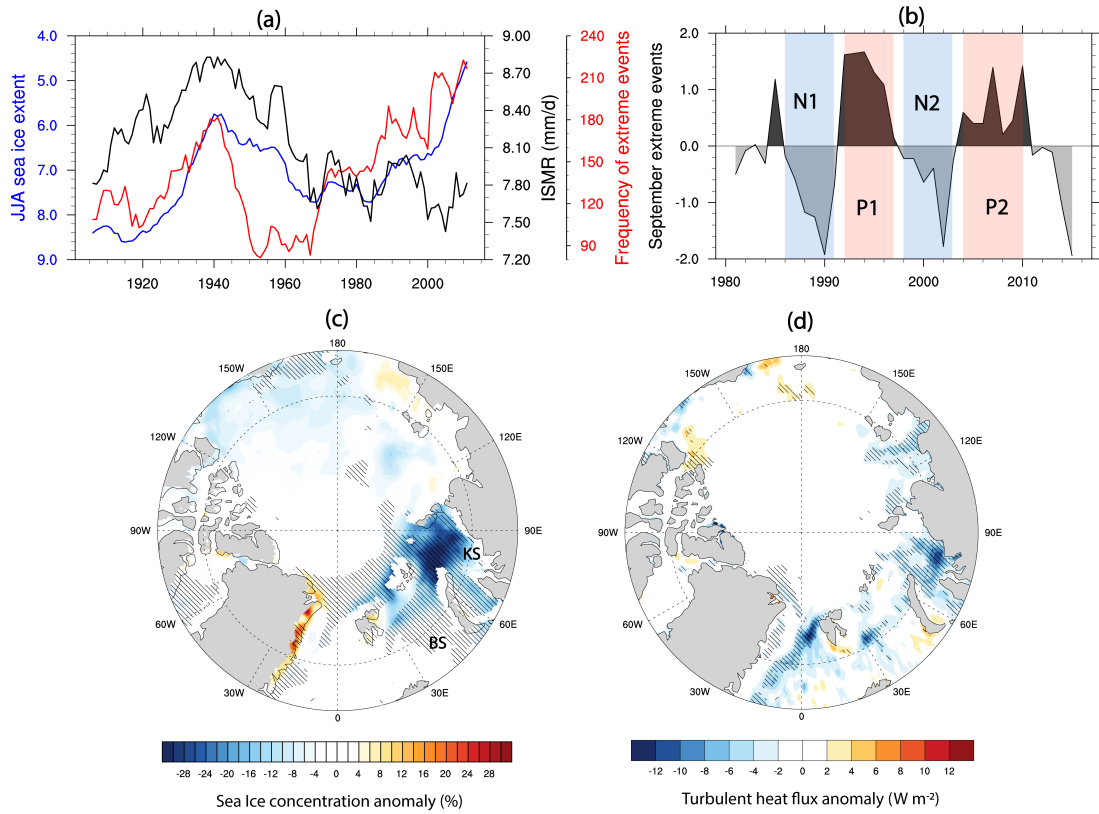 (a)
4.0
5.0
6.0
7.0
8.0
9.0
JJA sea ice extent
9.00
8.70
8.40
8.10
7.80
7.50
7.20
ISMR (mm/d)
240
210
180
150
120
90
Frequency of extreme events
1920
1940
1960
1980
2000
(b)
2.0
1.0
0.0
-1.0
-2.0
September extreme events
N1
N2
P1
P2
1980
1990
2000
2010
(c)
180
150W
150E
120W
120E
90W
90E
KS
60W
60E
BS
30W
30E
0
-28 -20 -16 -12 -8 -4 0 4 8 12 16 20 24 28
Sea Ice concentration anomaly (%)
(d)
180
150W
150E
120W
120E
90W
90E
60W
60E
30W
30E
0
-12 -10 -8 -6 -4 -2 0 2 4 6 8 10 12
Turbulent heat flux anomaly (W m-2)